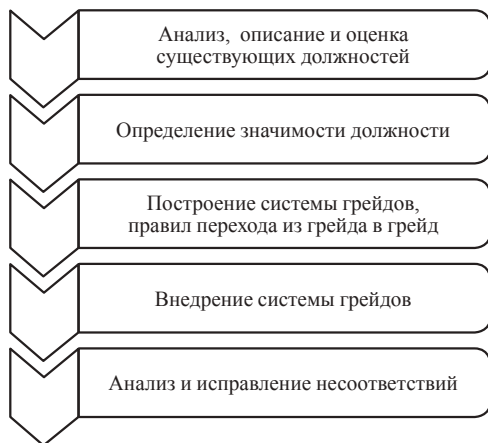 Анализ, описание и оценка
существующих должностей
Определение значимости должности
Построение системы грейдов,
правил перехода из грейда в грейд
Внедрение системы грейдов
Анализ и исправление несоответствий